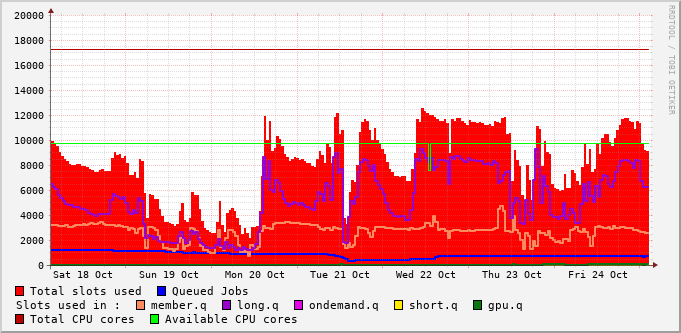 RRDTOOL / TOBI OETIKER
20000
18000
16000
14000
12000
10000
8000
6000
4000
2000
0
Sat 18 Oct Sun 19 Oct Mon 20 Oct Tue 21 Oct Wed 22 Oct Thu 23 Oct Fri 24 Oct
Total slots used Queued Jobs
Slots used in : member.q long.q ondemand.q short.q gpu.q
Total CPU cores Available CPU cores